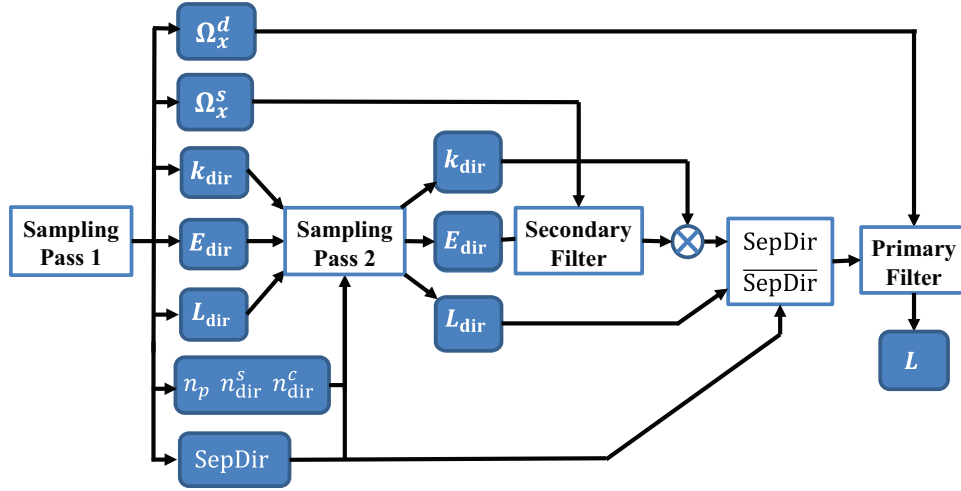 Ω_x^d
Ω_x^s
k_dir
E_dir
L_dir
n_p n_dir^s n_dir^c
SepDir
Sampling
Pass 1
Sampling
Pass 2
k_dir
E_dir
L_dir
Secondary
Filter
⊗
SepDir
\overline{SepDir}
Primary
Filter
L